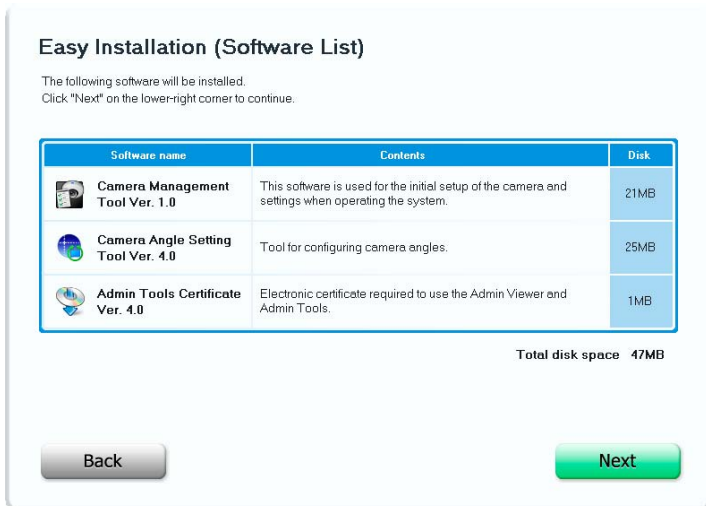 Easy Installation (Software List)
The following software will be installed.
Click "Next" on the lower-right corner to continue.
Software name Contents Disk
Camera Management
Tool Ver. 1.0
This software is used for the initial setup of the camera and
settings when operating the system.
21MB
Camera Angle Setting
Tool Ver. 4.0
Tool for configuring camera angles.
25MB
Admin Tools Certificate
Ver. 4.0
Electronic certificate required to use the Admin Viewer and
Admin Tools.
1MB
Total disk space 47MB
Back Next